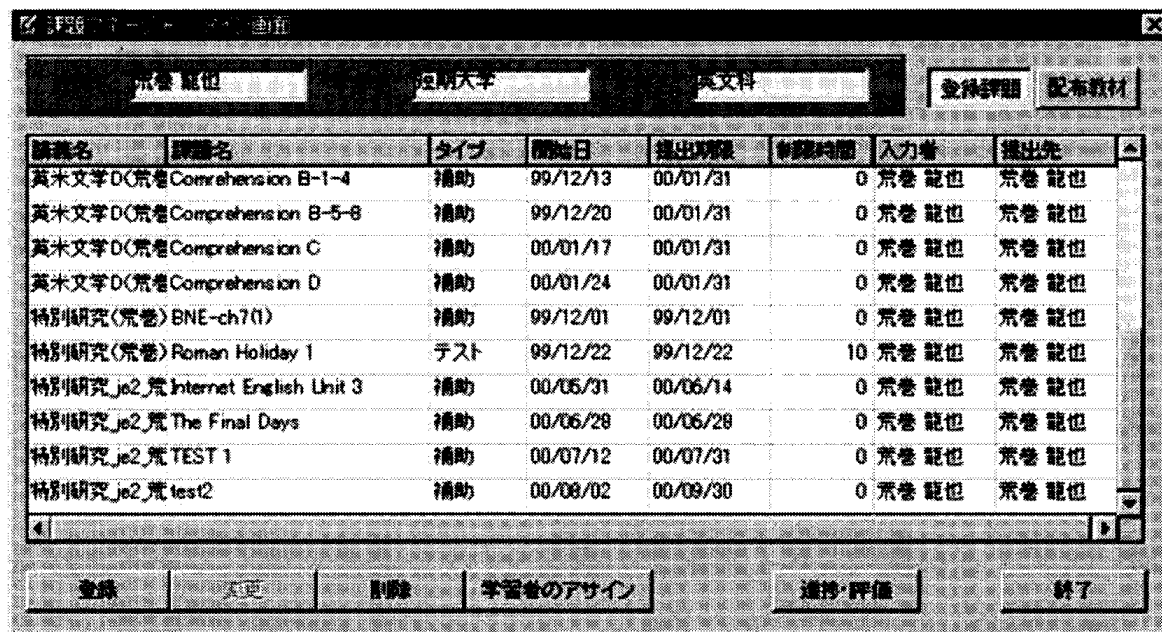 課題マネージャー メイン画面
荒巻 龍也 短期大学 英文科 登録課題 配布教材
講義名 課題名 タイプ 開始日 提出期限 制限時間 入力者 提出先
英米文学D(荒巻 Comrehension B-1-4 補助 99/12/13 00/01/31 0 荒巻 龍也 荒巻 龍也
英米文学D(荒巻 Comprehension B-5-8 補助 99/12/20 00/01/31 0 荒巻 龍也 荒巻 龍也
英米文学D(荒巻 Comprehension C 補助 00/01/17 00/01/31 0 荒巻 龍也 荒巻 龍也
英米文学D(荒巻 Comprehension D 補助 00/01/24 00/01/31 0 荒巻 龍也 荒巻 龍也
特別研究(荒巻) BNE-ch7(1) 補助 99/12/01 99/12/01 0 荒巻 龍也 荒巻 龍也
特別研究(荒巻) Roman Holiday 1 テスト 99/12/22 99/12/22 10 荒巻 龍也 荒巻 龍也
特別研究_je2_荒 Internet English Unit 3 補助 00/05/31 00/06/14 0 荒巻 龍也 荒巻 龍也
特別研究_je2_荒 The Final Days 補助 00/06/28 00/06/28 0 荒巻 龍也 荒巻 龍也
特別研究_je2_荒 TEST 1 補助 00/07/12 00/07/31 0 荒巻 龍也 荒巻 龍也
特別研究_je2_荒 test2 補助 00/08/02 00/09/30 0 荒巻 龍也 荒巻 龍也
登録 変更 削除 学習者のアサイン 進捗・評価 終了